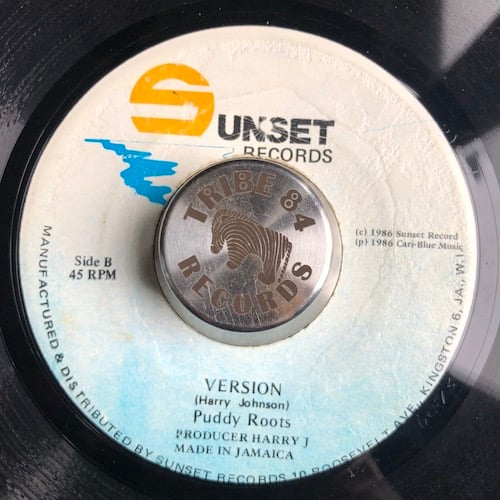 SUNSET
RECORDS
TRIBE 84
RECORDS
(c) 1986 Sunset Record
(p) 1986 Cari-Blue Music
Side B
45 RPM
VERSION
(Harry Johnson)
Puddy Roots
PRODUCER HARRY J
MADE IN JAMAICA
MANUFACTURED & DISTRIBUTED BY SUNSET RECORDS 10 ROOSEVELT AVE, KINGSTON 6, JA., W.I.